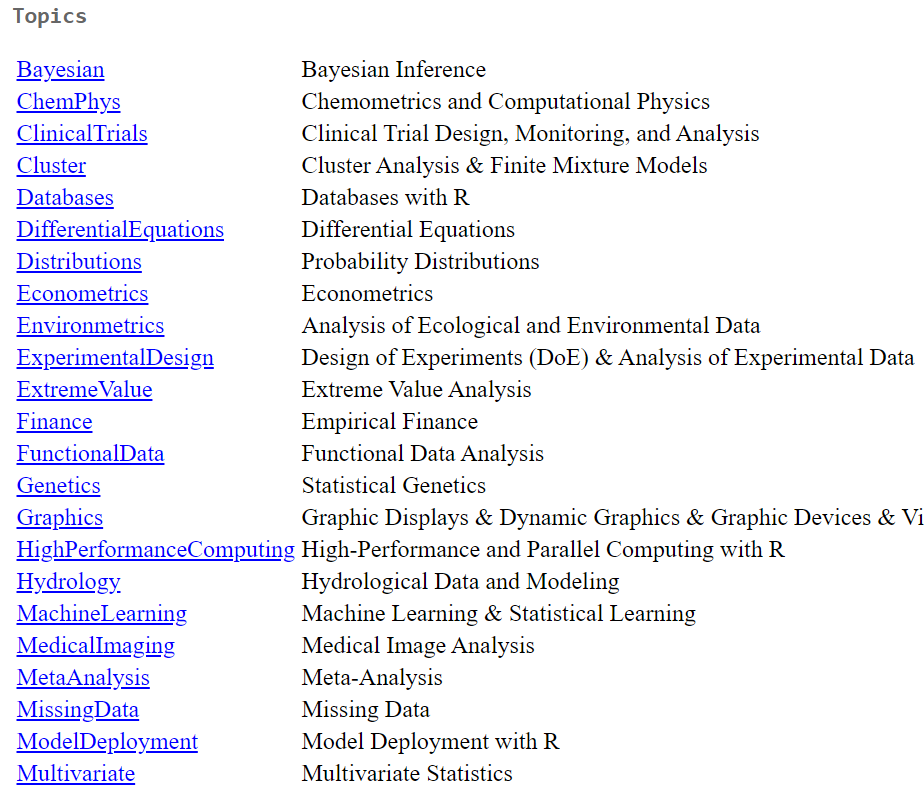 Topics
Bayesian Bayesian Inference
ChemPhys Chemometrics and Computational Physics
ClinicalTrials Clinical Trial Design, Monitoring, and Analysis
Cluster Cluster Analysis & Finite Mixture Models
Databases Databases with R
DifferentialEquations Differential Equations
Distributions Probability Distributions
Econometrics Econometrics
Environmetrics Analysis of Ecological and Environmental Data
ExperimentalDesign Design of Experiments (DoE) & Analysis of Experimental Data
ExtremeValue Extreme Value Analysis
Finance Empirical Finance
FunctionalData Functional Data Analysis
Genetics Statistical Genetics
Graphics Graphic Displays & Dynamic Graphics & Graphic Devices & Vi
HighPerformanceComputing High-Performance and Parallel Computing with R
Hydrology Hydrological Data and Modeling
MachineLearning Machine Learning & Statistical Learning
MedicalImaging Medical Image Analysis
MetaAnalysis Meta-Analysis
MissingData Missing Data
ModelDeployment Model Deployment with R
Multivariate Multivariate Statistics